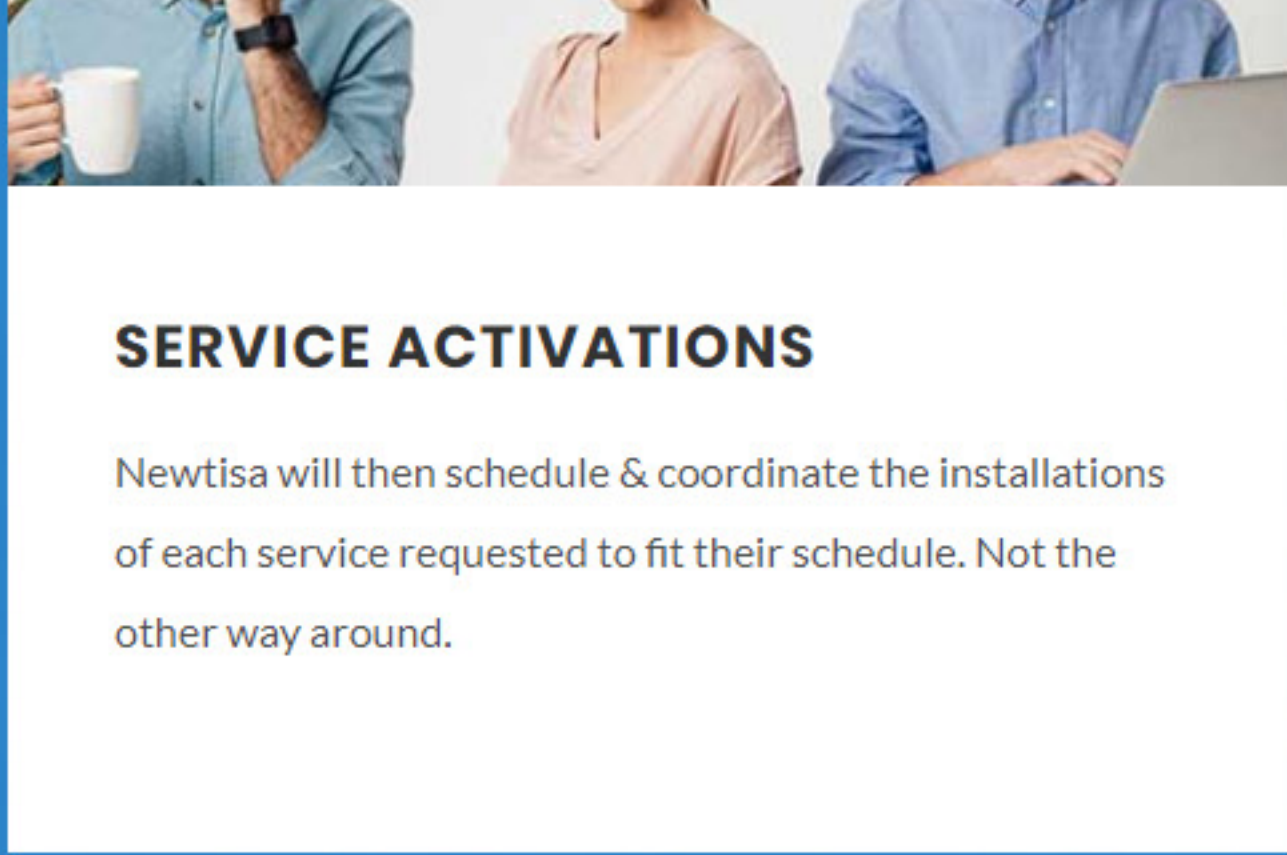 SERVICE ACTIVATIONS
Newtisa will then schedule & coordinate the installations
of each service requested to fit their schedule. Not the
other way around.